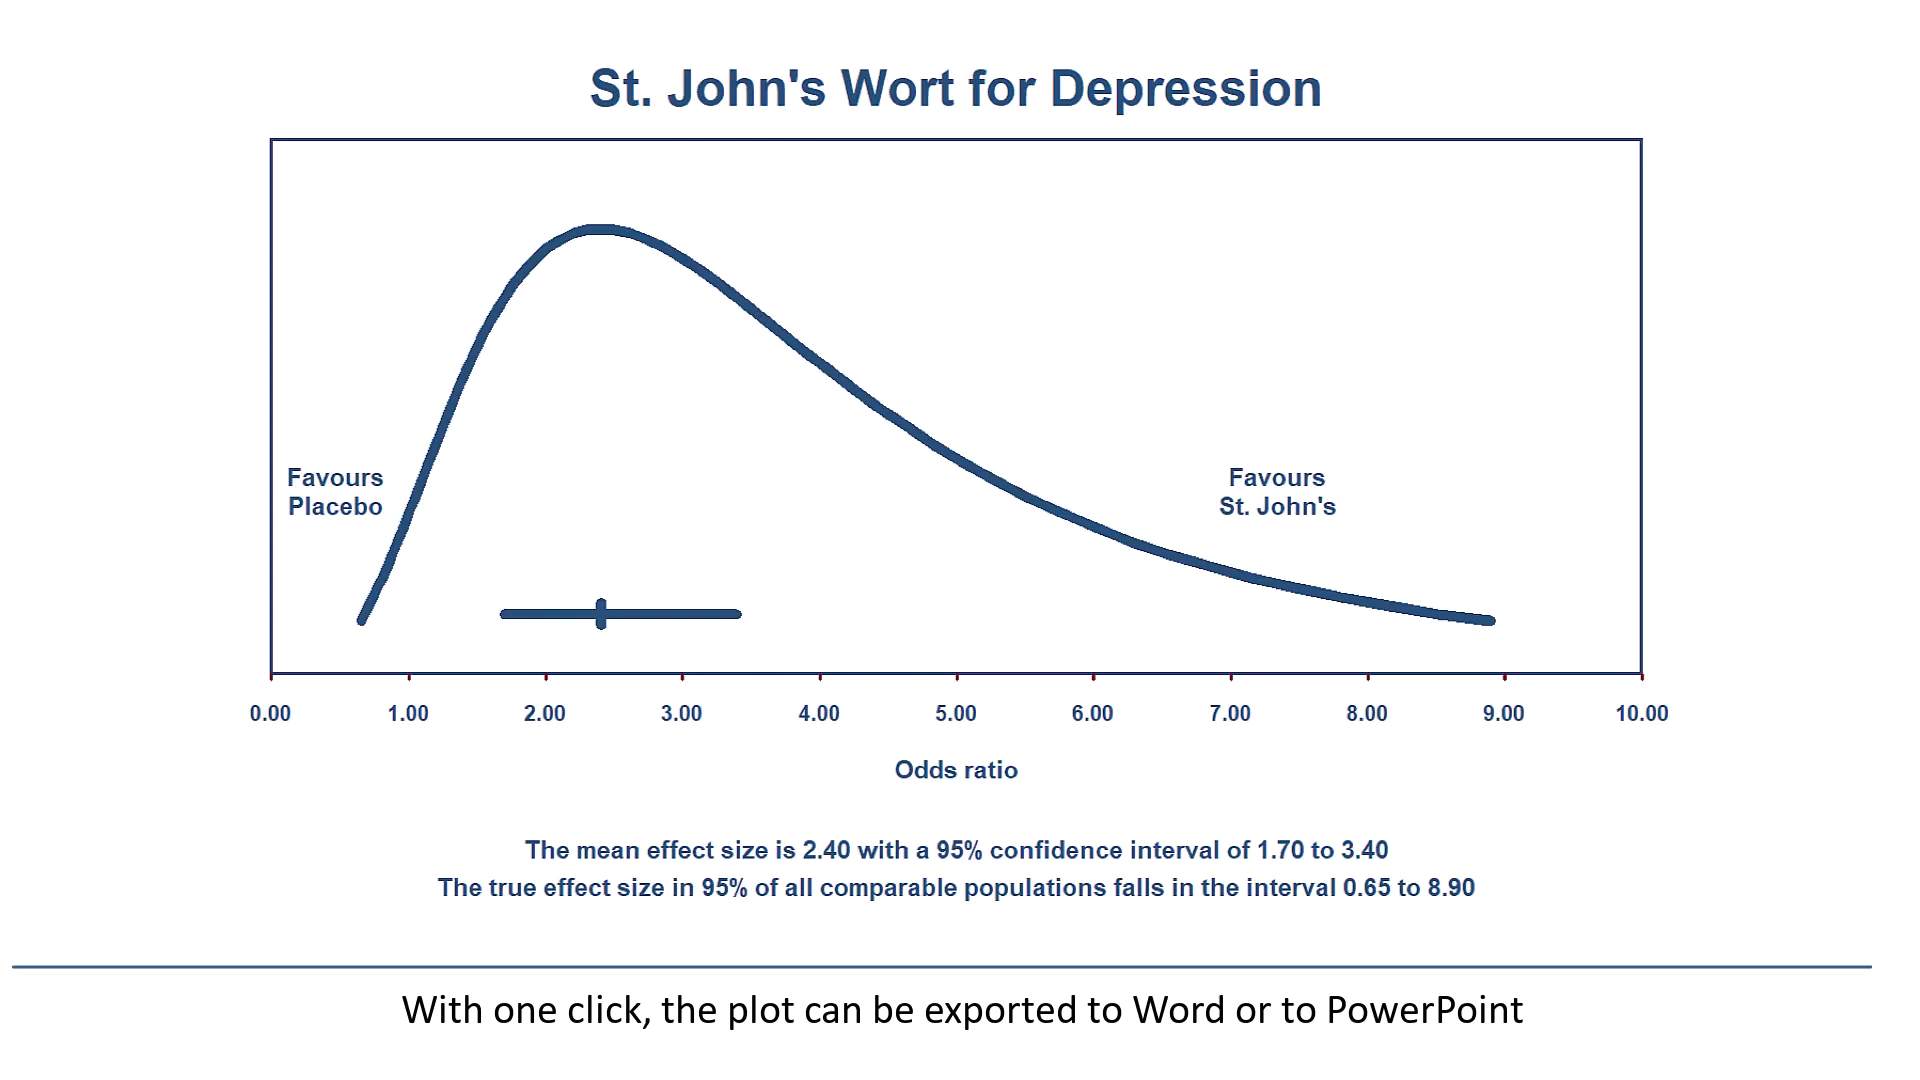 St. John's Wort for Depression
Favours
Placebo
Favours
St. John's
0.00 1.00 2.00 3.00 4.00 5.00 6.00 7.00 8.00 9.00 10.00
Odds ratio
The mean effect size is 2.40 with a 95% confidence interval of 1.70 to 3.40
The true effect size in 95% of all comparable populations falls in the interval 0.65 to 8.90
With one click, the plot can be exported to Word or to PowerPoint